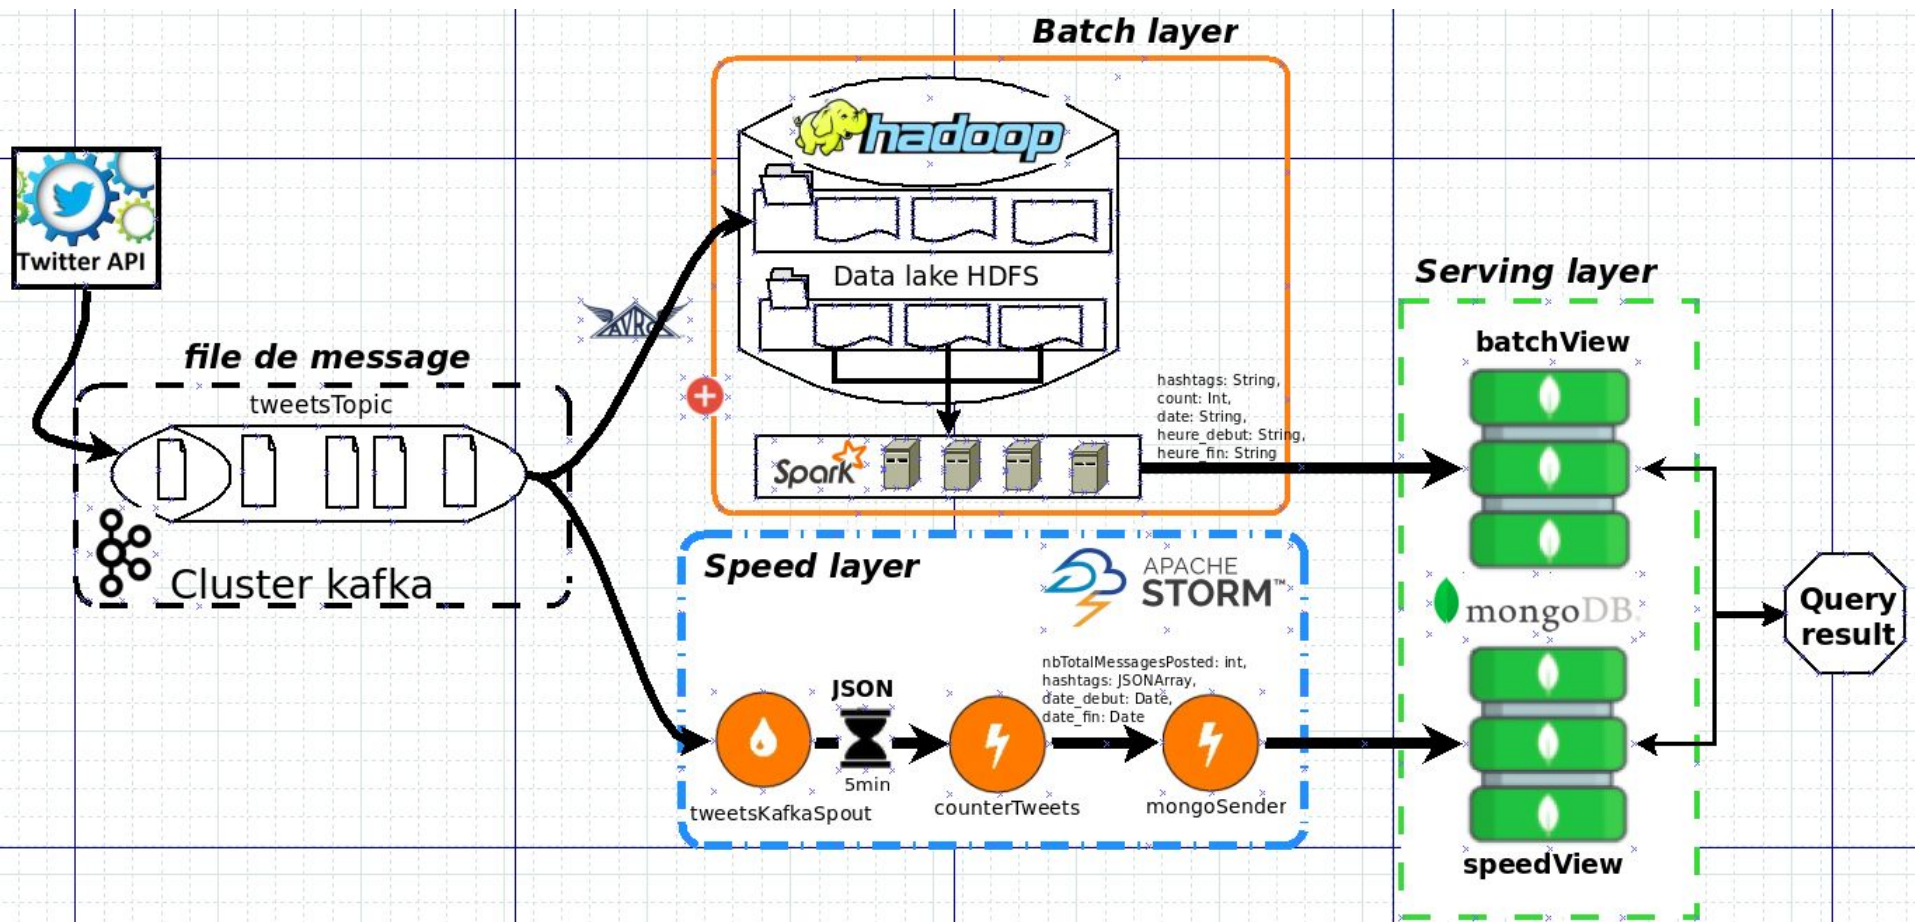 Batch layer
hadoop
Twitter API
Data lake HDFS
Serving layer
AVRO
file de message
batchView
tweetsTopic
hashtags: String,
count: Int,
date: String,
heure_debut: String,
heure_fin: String
Spark
Cluster kafka
Speed layer
APACHE
STORM™
mongoDB
Query
result
nbTotalMessagesPosted: int,
hashtags: JSONArray,
date_debut: Date,
date_fin: Date
JSON
5min
tweetsKafkaSpout
counterTweets
mongoSender
speedView